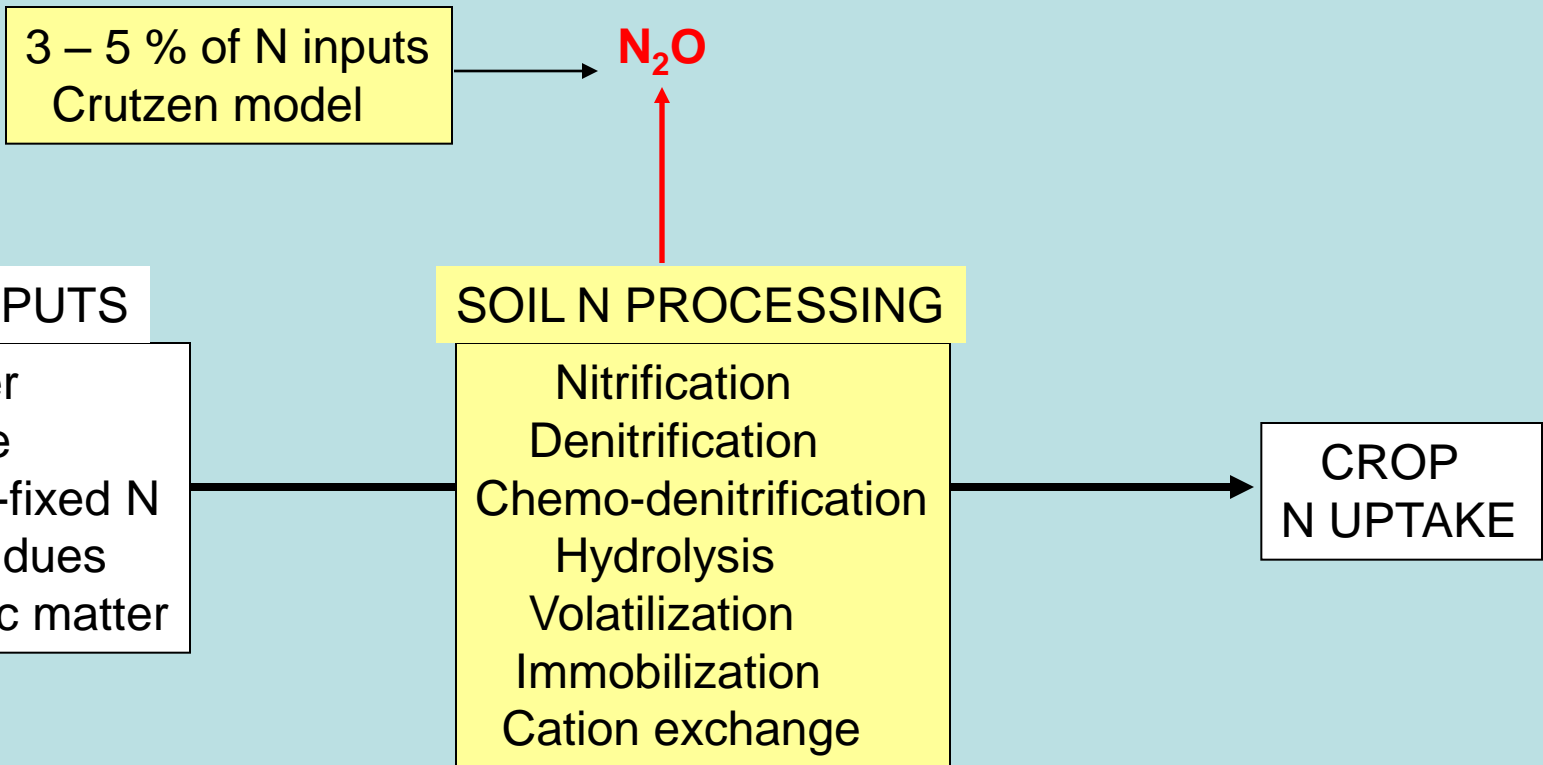 3 – 5 % of N inputs
Crutzen model
N₂O
PUTS
er
e
-fixed N
dues
c matter
SOIL N PROCESSING
Nitrification
Denitrification
Chemo-denitrification
Hydrolysis
Volatilization
Immobilization
Cation exchange
CROP
N UPTAKE